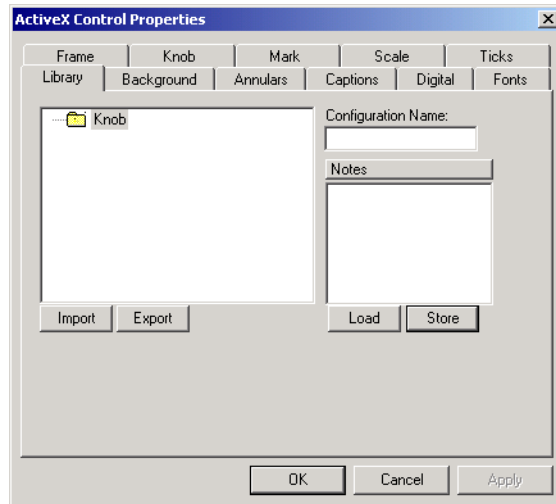 ActiveX Control Properties
Frame Knob Mark Scale Ticks
Library Background Annulars Captions Digital Fonts
Knob
Configuration Name:
Notes
Import Export Load Store
OK Cancel Apply